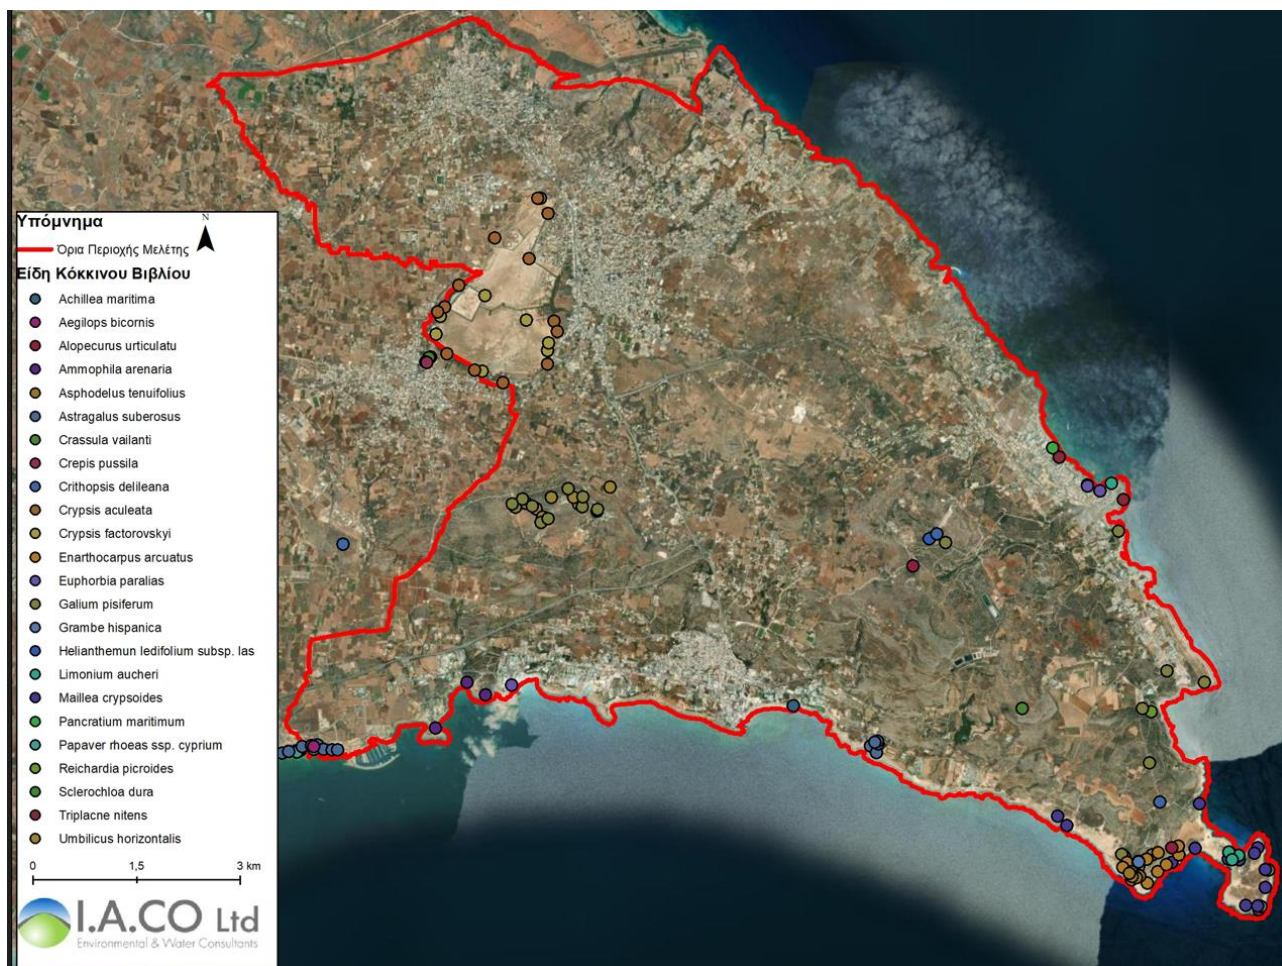 Υπόμνημα
N
Όρια Περιοχής Μελέτης
Είδη Κόκκινου Βιβλίου
Achillea maritima
Aegilops bicornis
Alopecurus urticulatu
Ammophila arenaria
Asphodelus tenuifolius
Astragalus suberosus
Crassula vailanti
Crepis pussila
Crithopsis delileana
Crypsis aculeata
Crypsis factorovskyi
Enarthocarpus arcuatus
Euphorbia paralias
Galium pisiferum
Grambe hispanica
Helianthemun ledifolium subsp. las
Limonium aucheri
Maillea crypsoides
Pancratium maritimum
Papaver rhoeas ssp. cyprium
Reichardia picroides
Sclerochloa dura
Triplacne nitens
Umbilicus horizontalis
0 1,5 3 km
I.A.CO Ltd
Environmental & Water Consultants